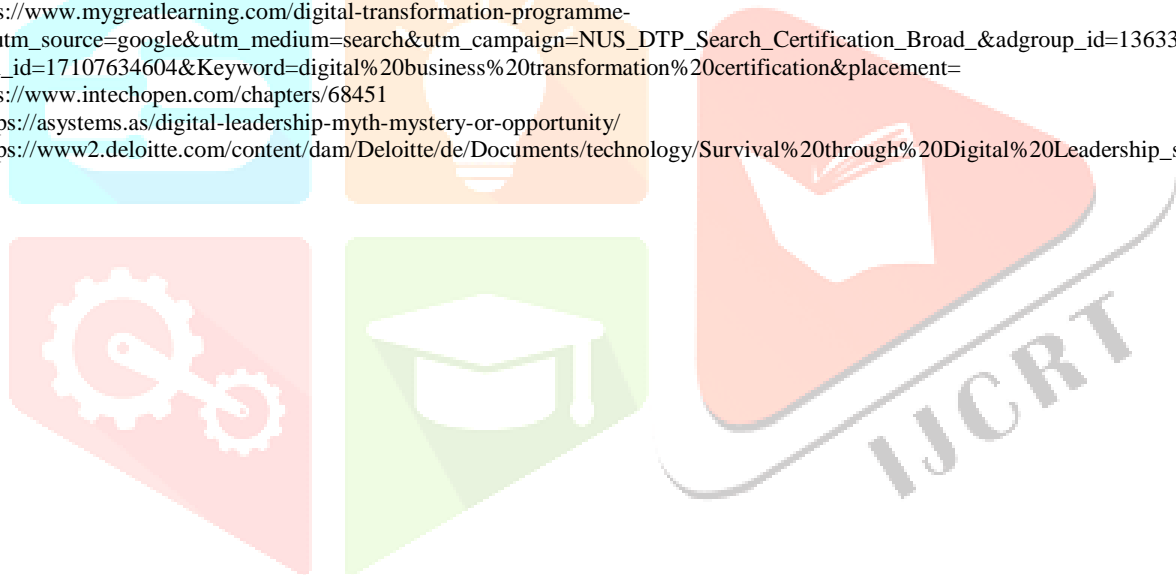 s://www.mygreatlearning.com/digital-transformation-programme-
utm_source=google&utm_medium=search&utm_campaign=NUS_DTP_Search_Certification_Broad_&adgroup_id=13633
_id=17107634604&Keyword=digital%20business%20transformation%20certification&placement=
s://www.intechopen.com/chapters/68451
ps://asystems.as/digital-leadership-myth-mystery-or-opportunity/
ps://www2.deloitte.com/content/dam/Deloitte/de/Documents/technology/Survival%20through%20Digital%20Leadership_s
IJCRT